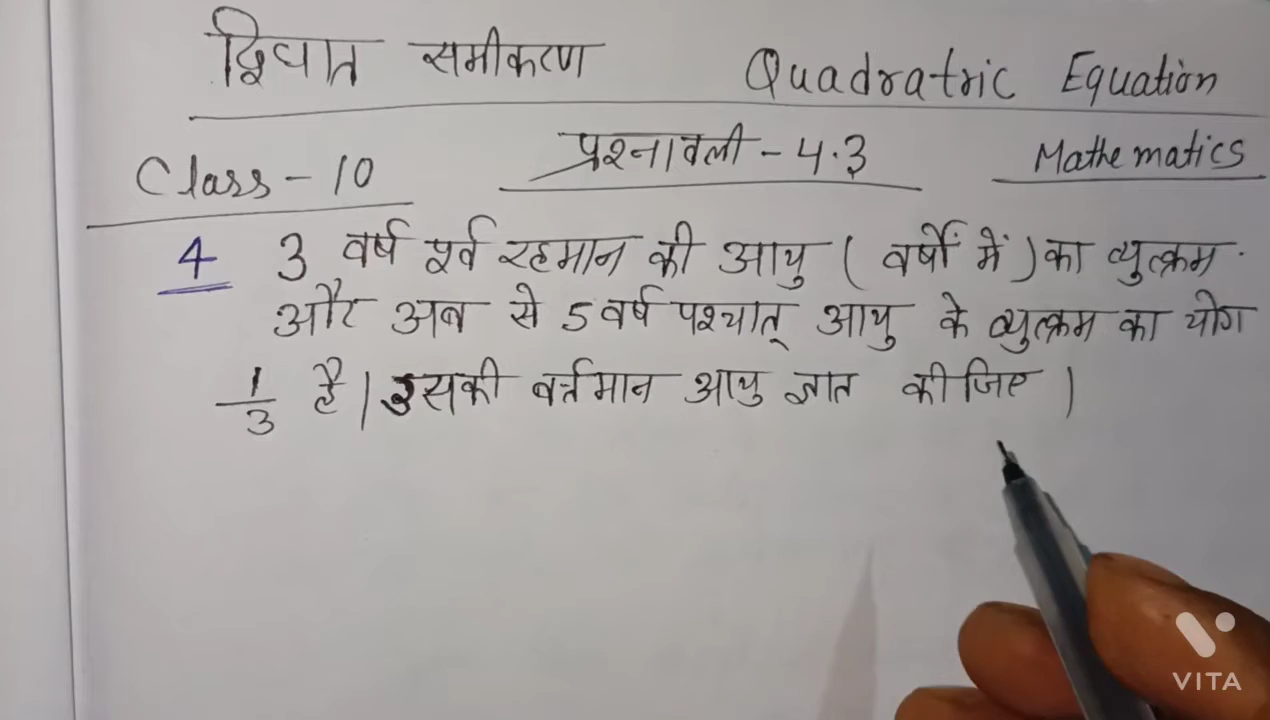 द्विघात समीकरण Quadratric Equation
Class - 10 प्रश्नावली - 4.3 Mathematics
4 3 वर्ष पूर्व रहमान की आयु ( वर्षों में ) का व्युत्क्रम
और अब से 5 वर्ष पश्चात् आयु के व्युत्क्रम का योग
1/3 है। इसकी वर्तमान आयु ज्ञात कीजिए।
VITA